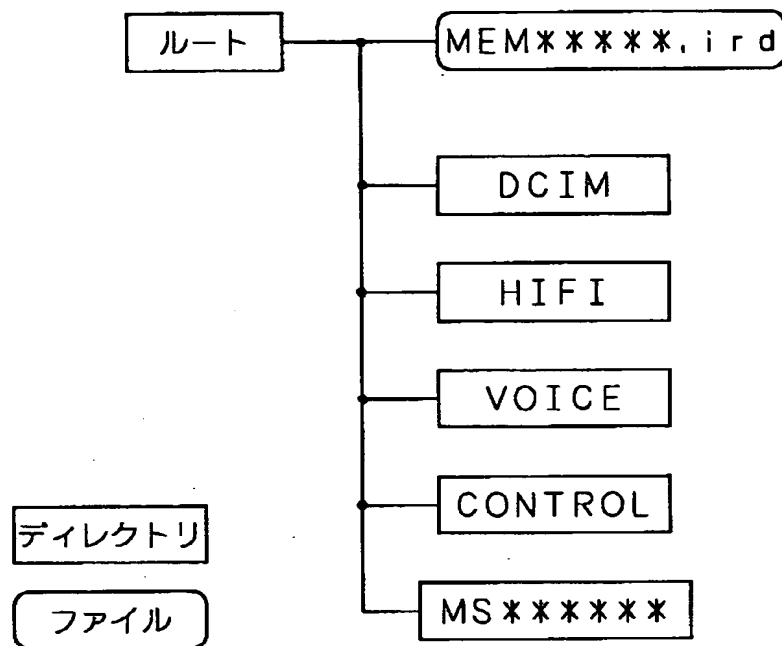 ルート
MEM*****.ird
DCIM
HIFI
VOICE
CONTROL
MS******
ディレクトリ
ファイル